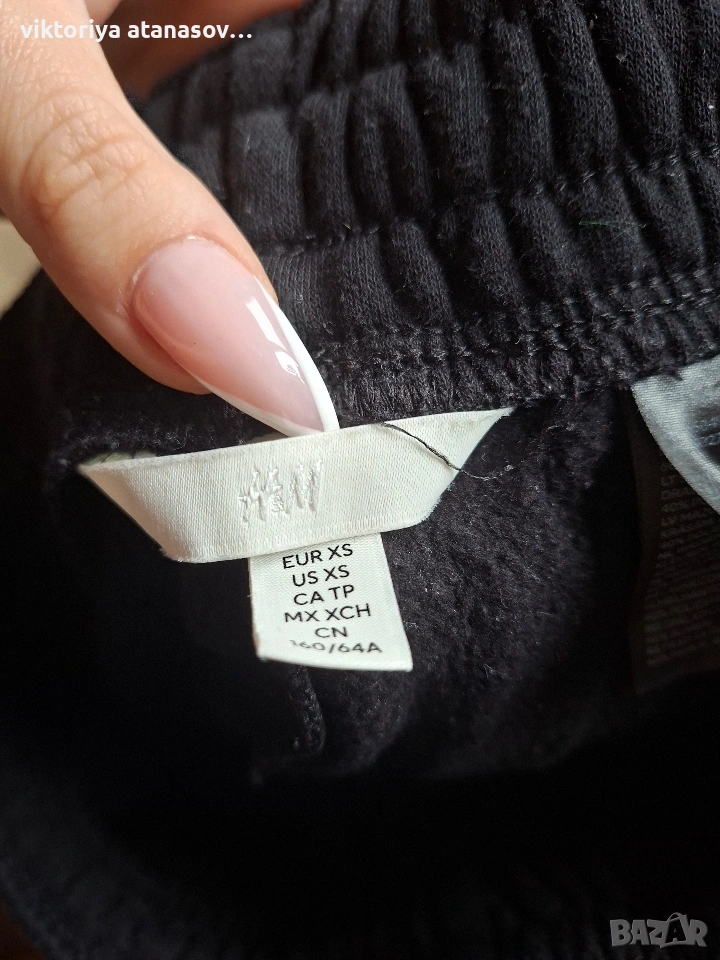 viktoriya atanasov...
H&M
EUR XS
US XS
CA TP
MX XCH
CN
160/64A
BAZAR